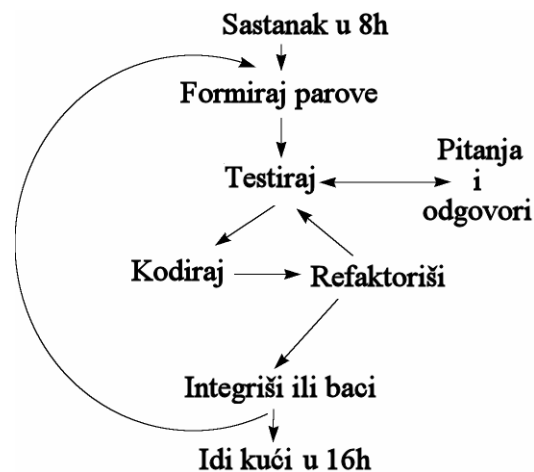 Sastanak u 8h
Formiraj parove
Testiraj
Pitanja
i
odgovori
Kodiraj
Refaktoriši
Integriši ili baci
Idi kući u 16h